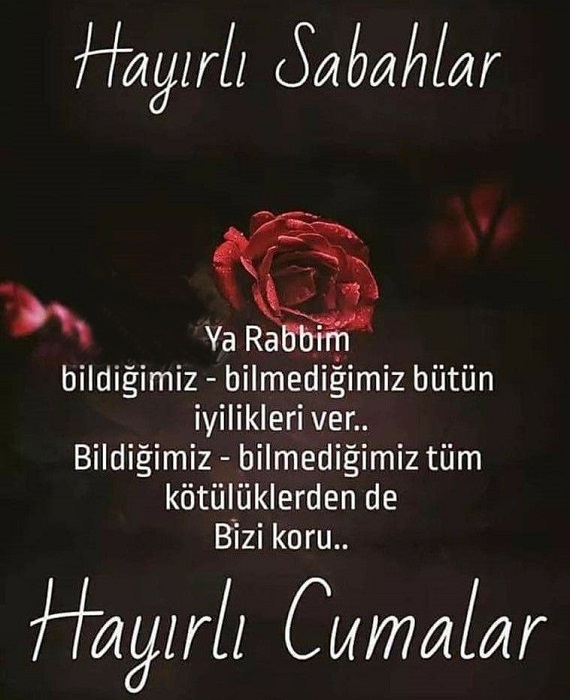 Hayırlı Sabahlar
Ya Rabbim
bildiğimiz - bilmediğimiz bütün
iyilikleri ver..
Bildiğimiz - bilmediğimiz tüm
kötülüklerden de
Bizi koru..
Hayırlı Cumalar